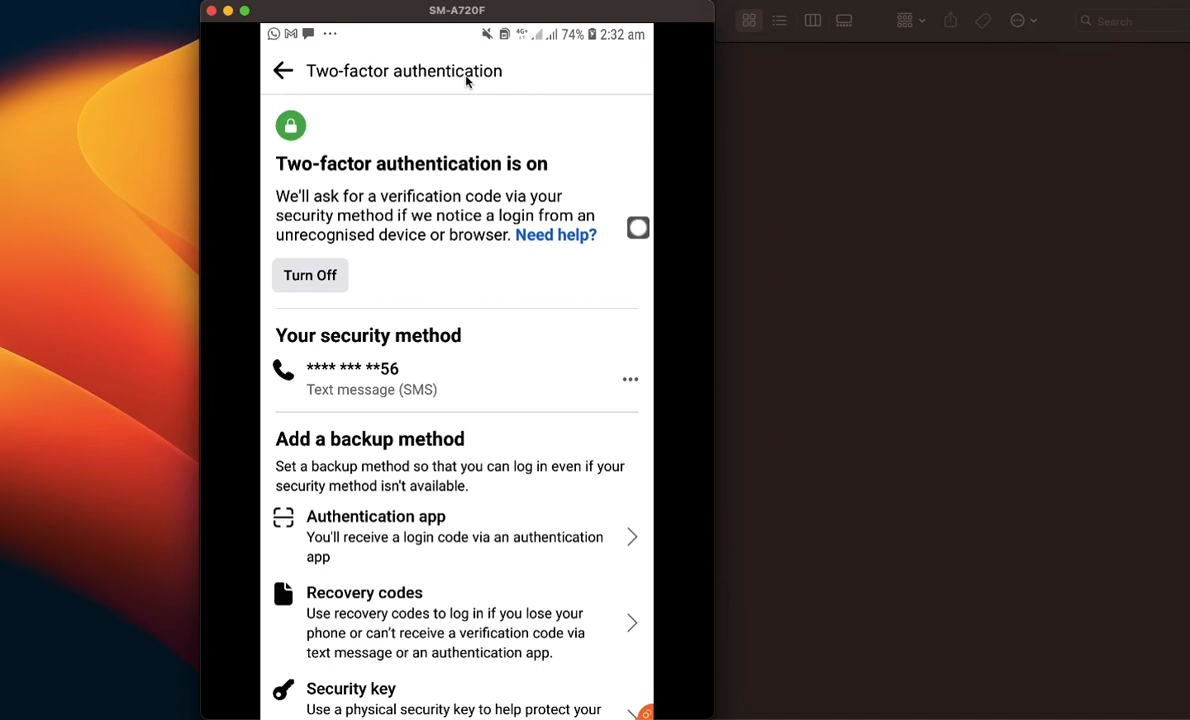 SM-A720F
4G+ 74% 2:32 am
Search
Two-factor authentication
Two-factor authentication is on
We'll ask for a verification code via your
security method if we notice a login from an
unrecognised device or browser. Need help?
Turn Off
Your security method
**** *** **56
Text message (SMS)
Add a backup method
Set a backup method so that you can log in even if your
security method isn't available.
Authentication app
You'll receive a login code via an authentication
app
Recovery codes
Use recovery codes to log in if you lose your
phone or can't receive a verification code via
text message or an authentication app.
Security key
Use a physical security key to help protect your